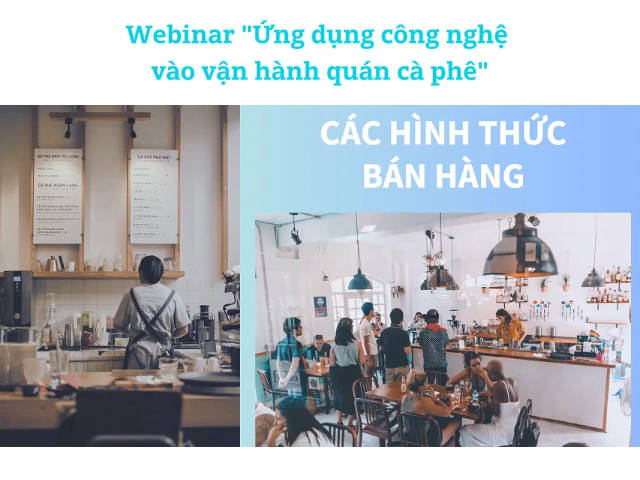 Webinar "Ứng dụng công nghệ
vào vận hành quán cà phê"
CÁC HÌNH THỨC
BÁN HÀNG